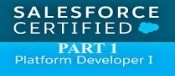 SALESFORCE
CERTIFIED
PART 1
Platform Developer I